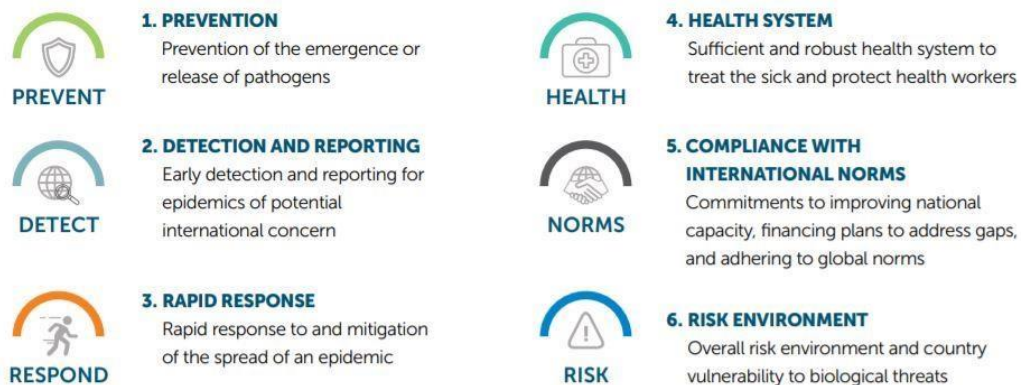 1. PREVENTION
Prevention of the emergence or
release of pathogens
PREVENT
2. DETECTION AND REPORTING
Early detection and reporting for
epidemics of potential
international concern
DETECT
3. RAPID RESPONSE
Rapid response to and mitigation
of the spread of an epidemic
RESPOND
4. HEALTH SYSTEM
Sufficient and robust health system to
treat the sick and protect health workers
HEALTH
5. COMPLIANCE WITH
INTERNATIONAL NORMS
Commitments to improving national
capacity, financing plans to address gaps,
and adhering to global norms
NORMS
6. RISK ENVIRONMENT
Overall risk environment and country
vulnerability to biological threats
RISK